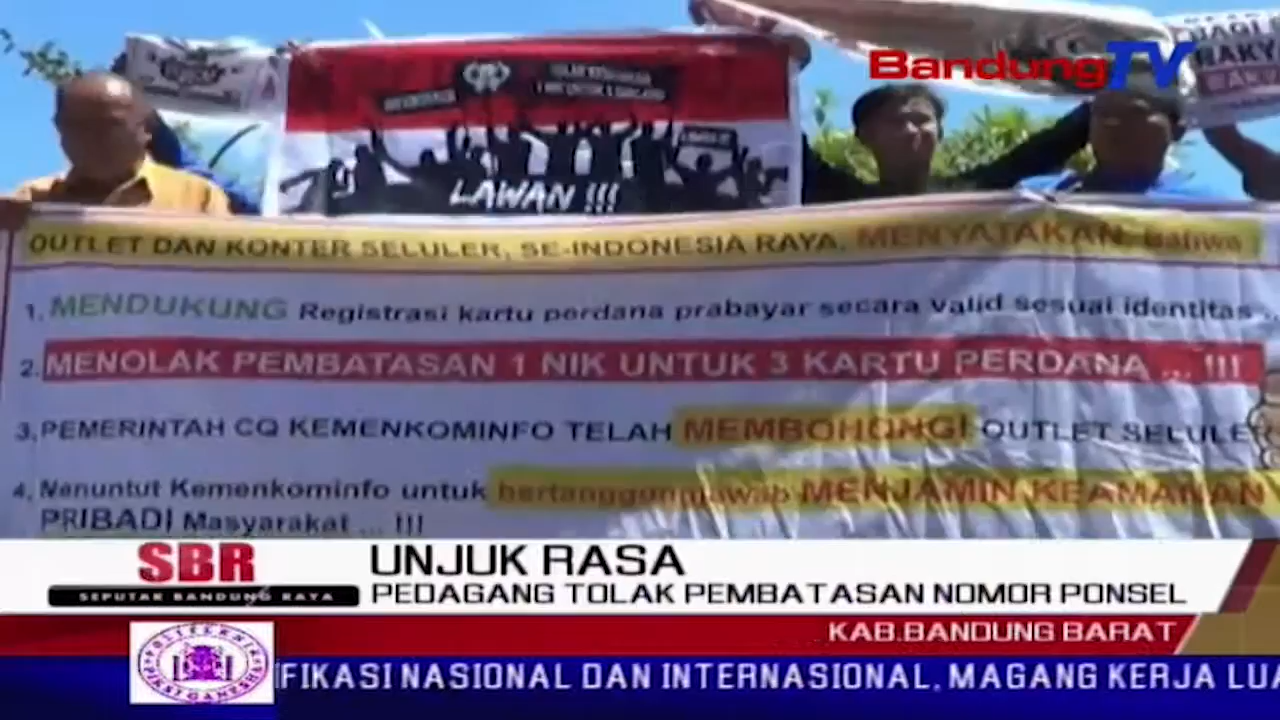 BandungTV
LAWAN !!!
OUTLET DAN KONTER SELULER, SE-INDONESIA RAYA, MENYATAKAN, Bahwa
1. MENDUKUNG Registrasi kartu perdana prabayar secara valid sesuai identitas ..
2. MENOLAK PEMBATASAN 1 NIK UNTUK 3 KARTU PERDANA ... !!!
3. PEMERINTAH CQ KEMENKOMINFO TELAH MEMBOHONGI OUTLET SELULER
4. Menuntut Kemenkominfo untuk bertanggungjawab MENJAMIN KEAMANAN
PRIBADI Masyarakat ... !!!
SBR
SEPUTAR BANDUNG RAYA
UNJUK RASA
PEDAGANG TOLAK PEMBATASAN NOMOR PONSEL
KAB.BANDUNG BARAT
IFIKASI NASIONAL DAN INTERNASIONAL, MAGANG KERJA LUA